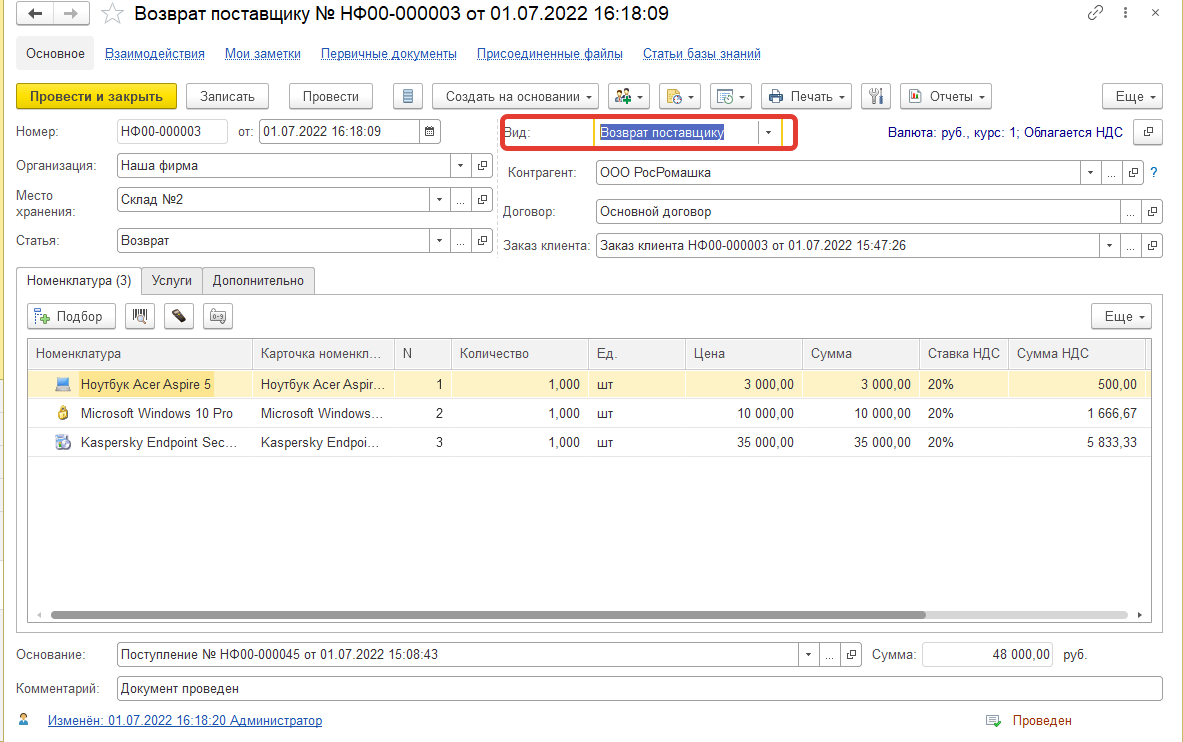 Возврат поставщику № НФ00-000003 от 01.07.2022 16:18:09
Основное Взаимодействия Мои заметки Первичные документы Присоединенные файлы Статьи базы знаний
Провести и закрыть Записать Провести Создать на основании Печать Отчеты Еще
Номер: НФ00-000003 от: 01.07.2022 16:18:09 Вид: Возврат поставщику Валюта: руб., курс: 1; Облагается НДС
Организация: Наша фирма Контрагент: ООО РосРомашка ?
Место хранения: Склад №2 Договор: Основной договор
Статья: Возврат Заказ клиента: Заказ клиента НФ00-000003 от 01.07.2022 15:47:26
Номенклатура (3) Услуги Дополнительно
Подбор Еще
Номенклатура Карточка номенкл... N Количество Ед. Цена Сумма Ставка НДС Сумма НДС
Ноутбук Acer Aspire 5 Ноутбук Acer Aspir... 1 1,000 шт 3 000,00 3 000,00 20% 500,00
Microsoft Windows 10 Pro Microsoft Windows... 2 1,000 шт 10 000,00 10 000,00 20% 1 666,67
Kaspersky Endpoint Sec... Kaspersky Endpoi... 3 1,000 шт 35 000,00 35 000,00 20% 5 833,33
Основание: Поступление № НФ00-000045 от 01.07.2022 15:08:43 Сумма: 48 000,00 руб.
Комментарий: Документ проведен
Изменён: 01.07.2022 16:18:20 Администратор Проведен